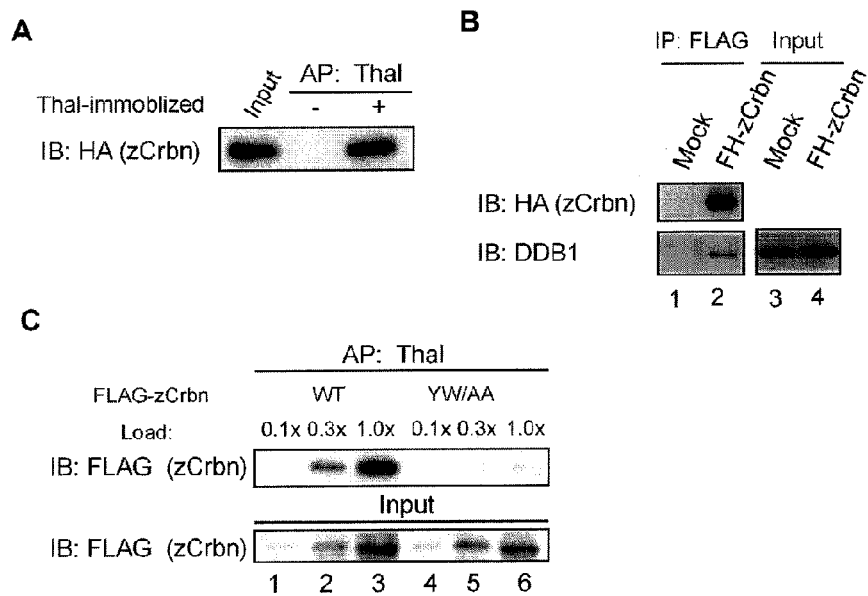 A
AP: Thal
Input
Thal-immoblized - +
IB: HA (zCrbn)
B
IP: FLAG Input
Mock FH-zCrbn Mock FH-zCrbn
IB: HA (zCrbn)
IB: DDB1
1 2 3 4
C
AP: Thal
FLAG-zCrbn WT YW/AA
Load: 0.1x 0.3x 1.0x 0.1x 0.3x 1.0x
IB: FLAG (zCrbn)
Input
IB: FLAG (zCrbn)
1 2 3 4 5 6